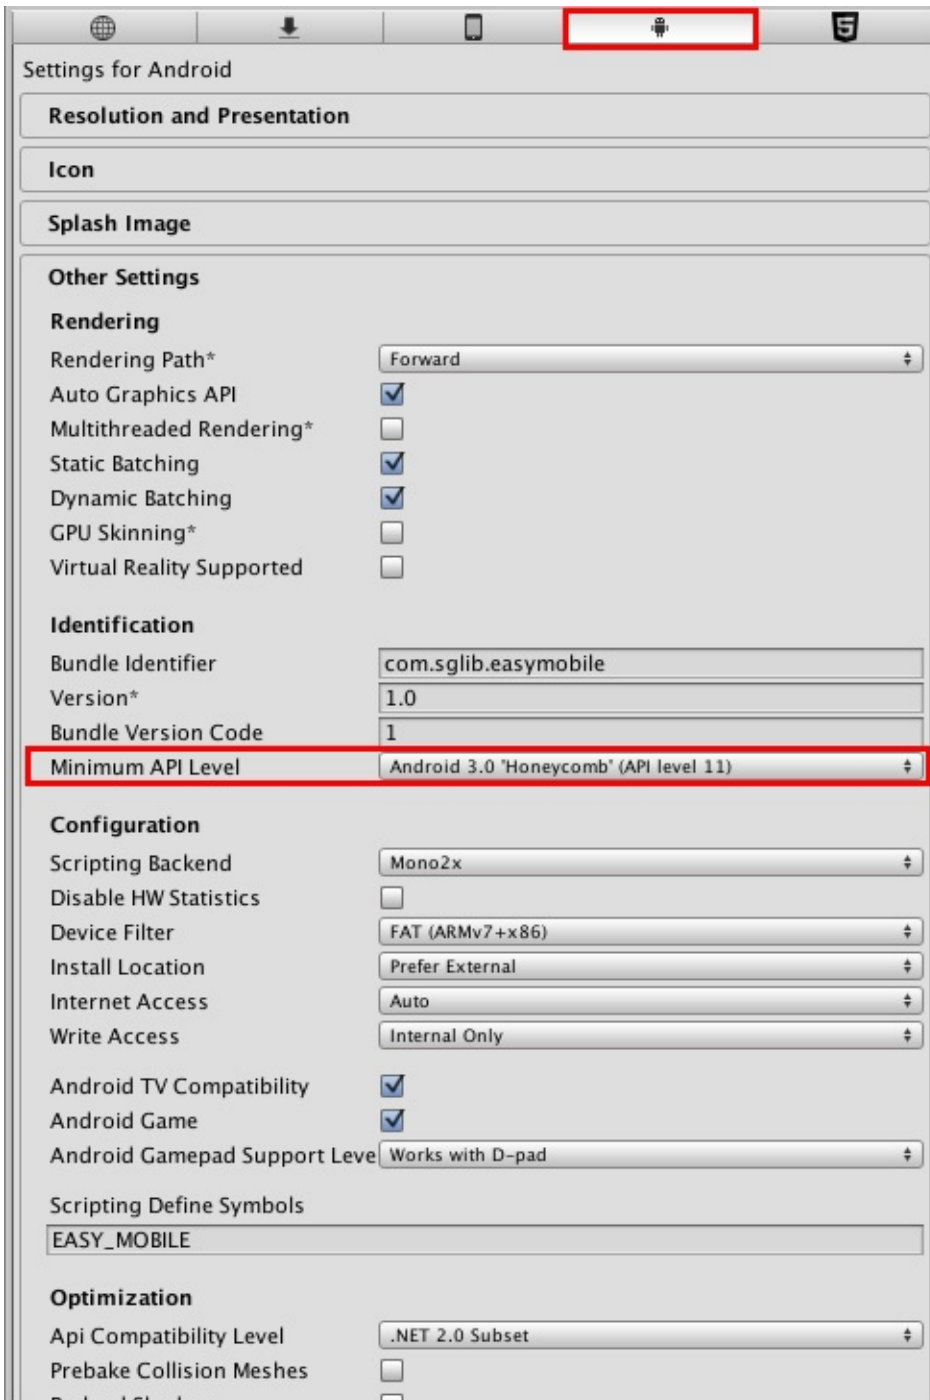 5
Settings for Android
Resolution and Presentation
Icon
Splash Image
Other Settings
Rendering
Rendering Path* Forward
Auto Graphics API
Multithreaded Rendering*
Static Batching
Dynamic Batching
GPU Skinning*
Virtual Reality Supported
Identification
Bundle Identifier com.sglib.easymobile
Version* 1.0
Bundle Version Code 1
Minimum API Level Android 3.0 'Honeycomb' (API level 11)
Configuration
Scripting Backend Mono2x
Disable HW Statistics
Device Filter FAT (ARMv7+x86)
Install Location Prefer External
Internet Access Auto
Write Access Internal Only
Android TV Compatibility
Android Game
Android Gamepad Support Leve Works with D-pad
Scripting Define Symbols
EASY_MOBILE
Optimization
Api Compatibility Level .NET 2.0 Subset
Prebake Collision Meshes